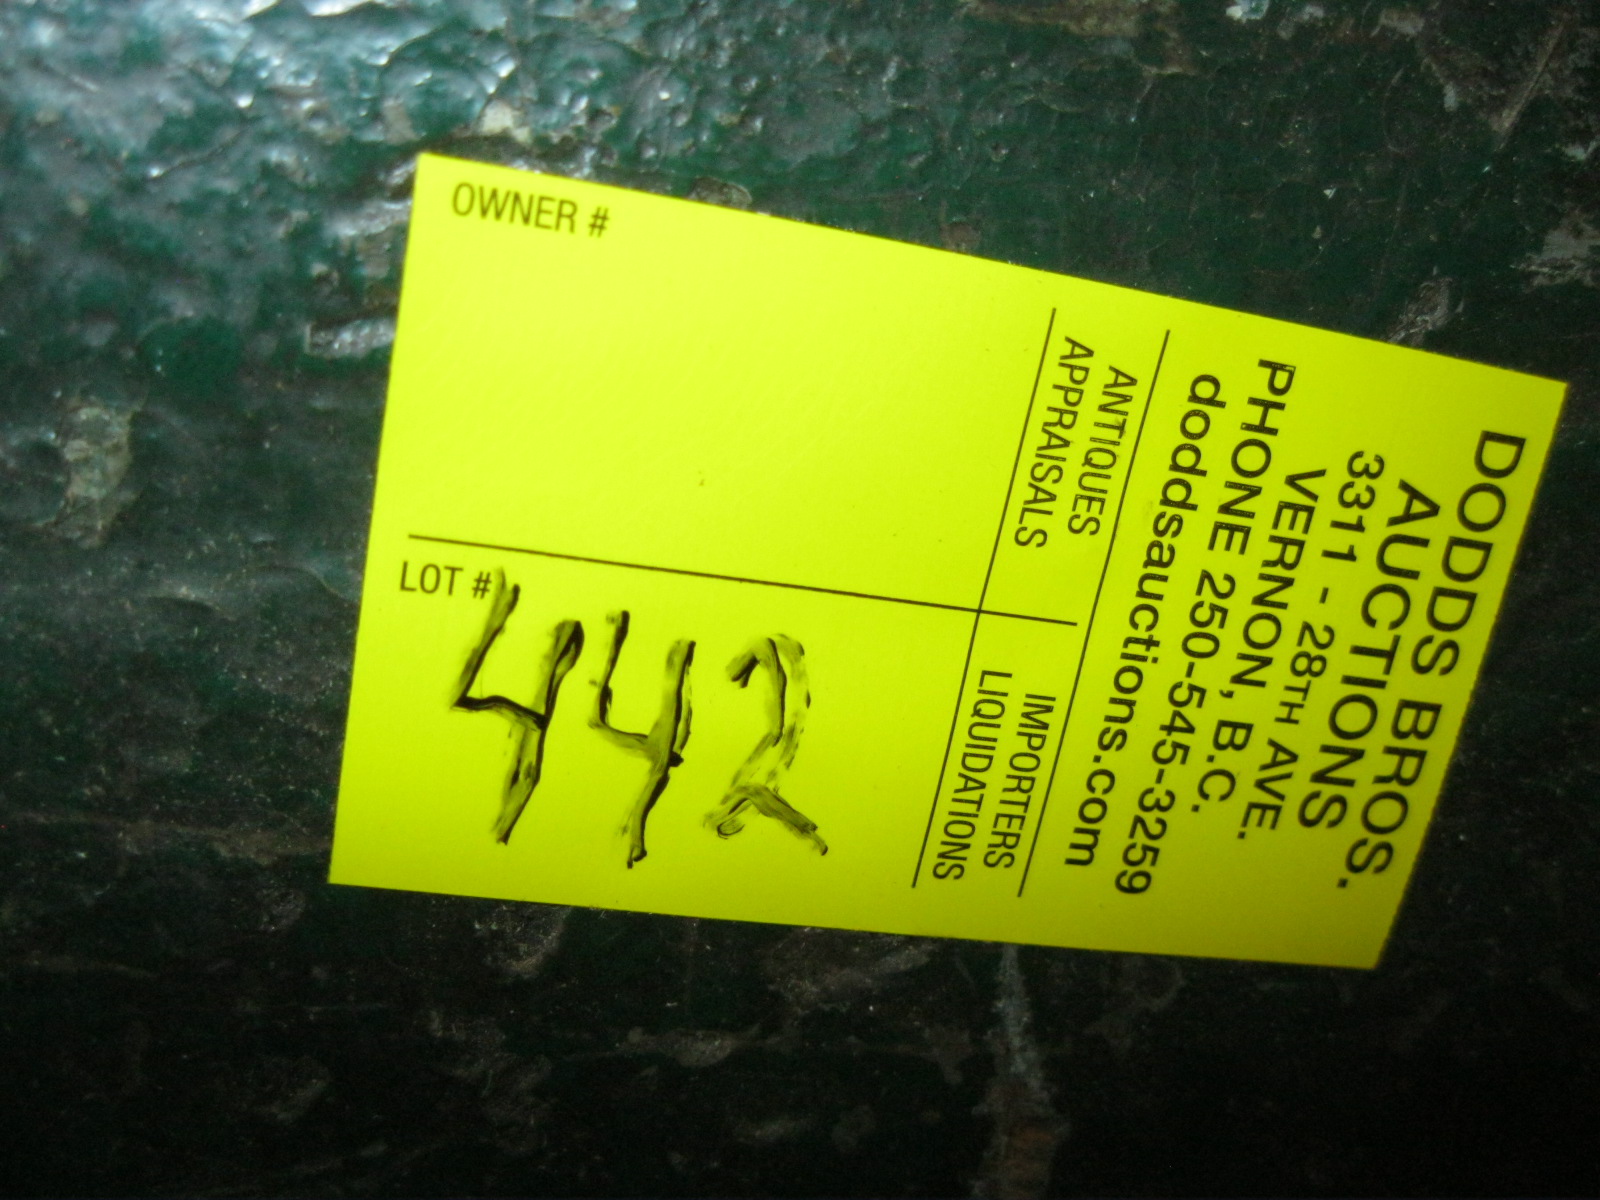 DODDS BROS.
AUCTIONS
3311 - 28TH AVE.
VERNON, B.C.
PHONE 250-545-3259
doddsauctions.com
ANTIQUES
APPRAISALS
IMPORTERS
LIQUIDATIONS
OWNER #
LOT # 442